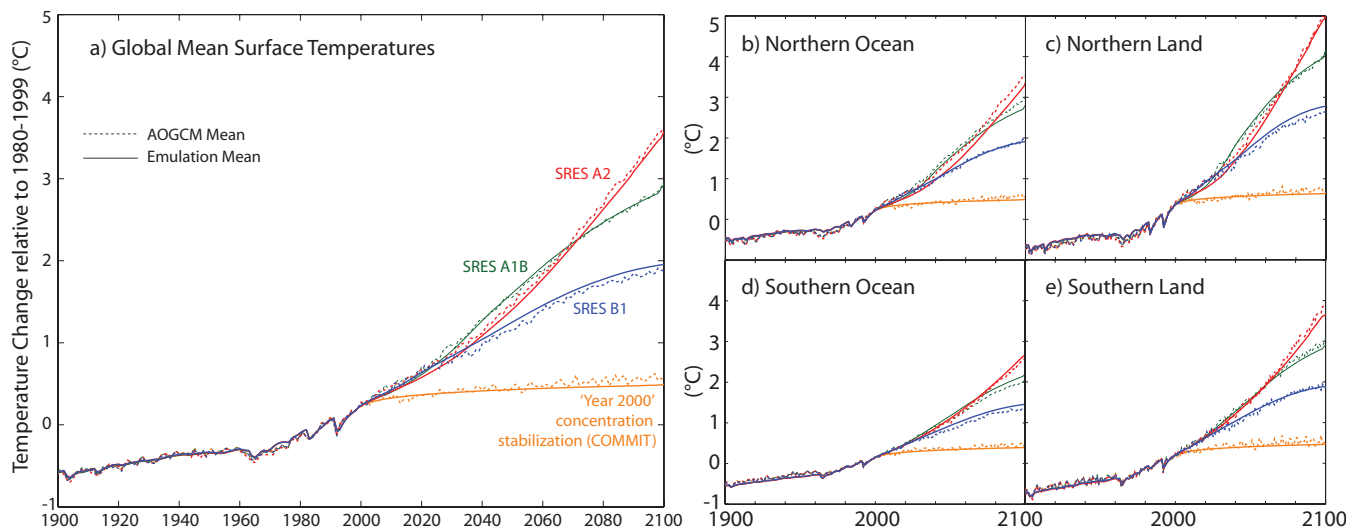 Temperature Change relative to 1980-1999 (°C)
5
4
3
2
1
0
-1
a) Global Mean Surface Temperatures
AOGCM Mean
Emulation Mean
SRES A2
SRES A1B
SRES B1
'Year 2000'
concentration
stabilization (COMMIT)
1900 1920 1940 1960 1980 2000 2020 2040 2060 2080 2100
(°C)
5
4
3
2
1
0
b) Northern Ocean
c) Northern Land
(°C)
4
3
2
1
0
-1
d) Southern Ocean
e) Southern Land
1900 2000 2100 2000 2100